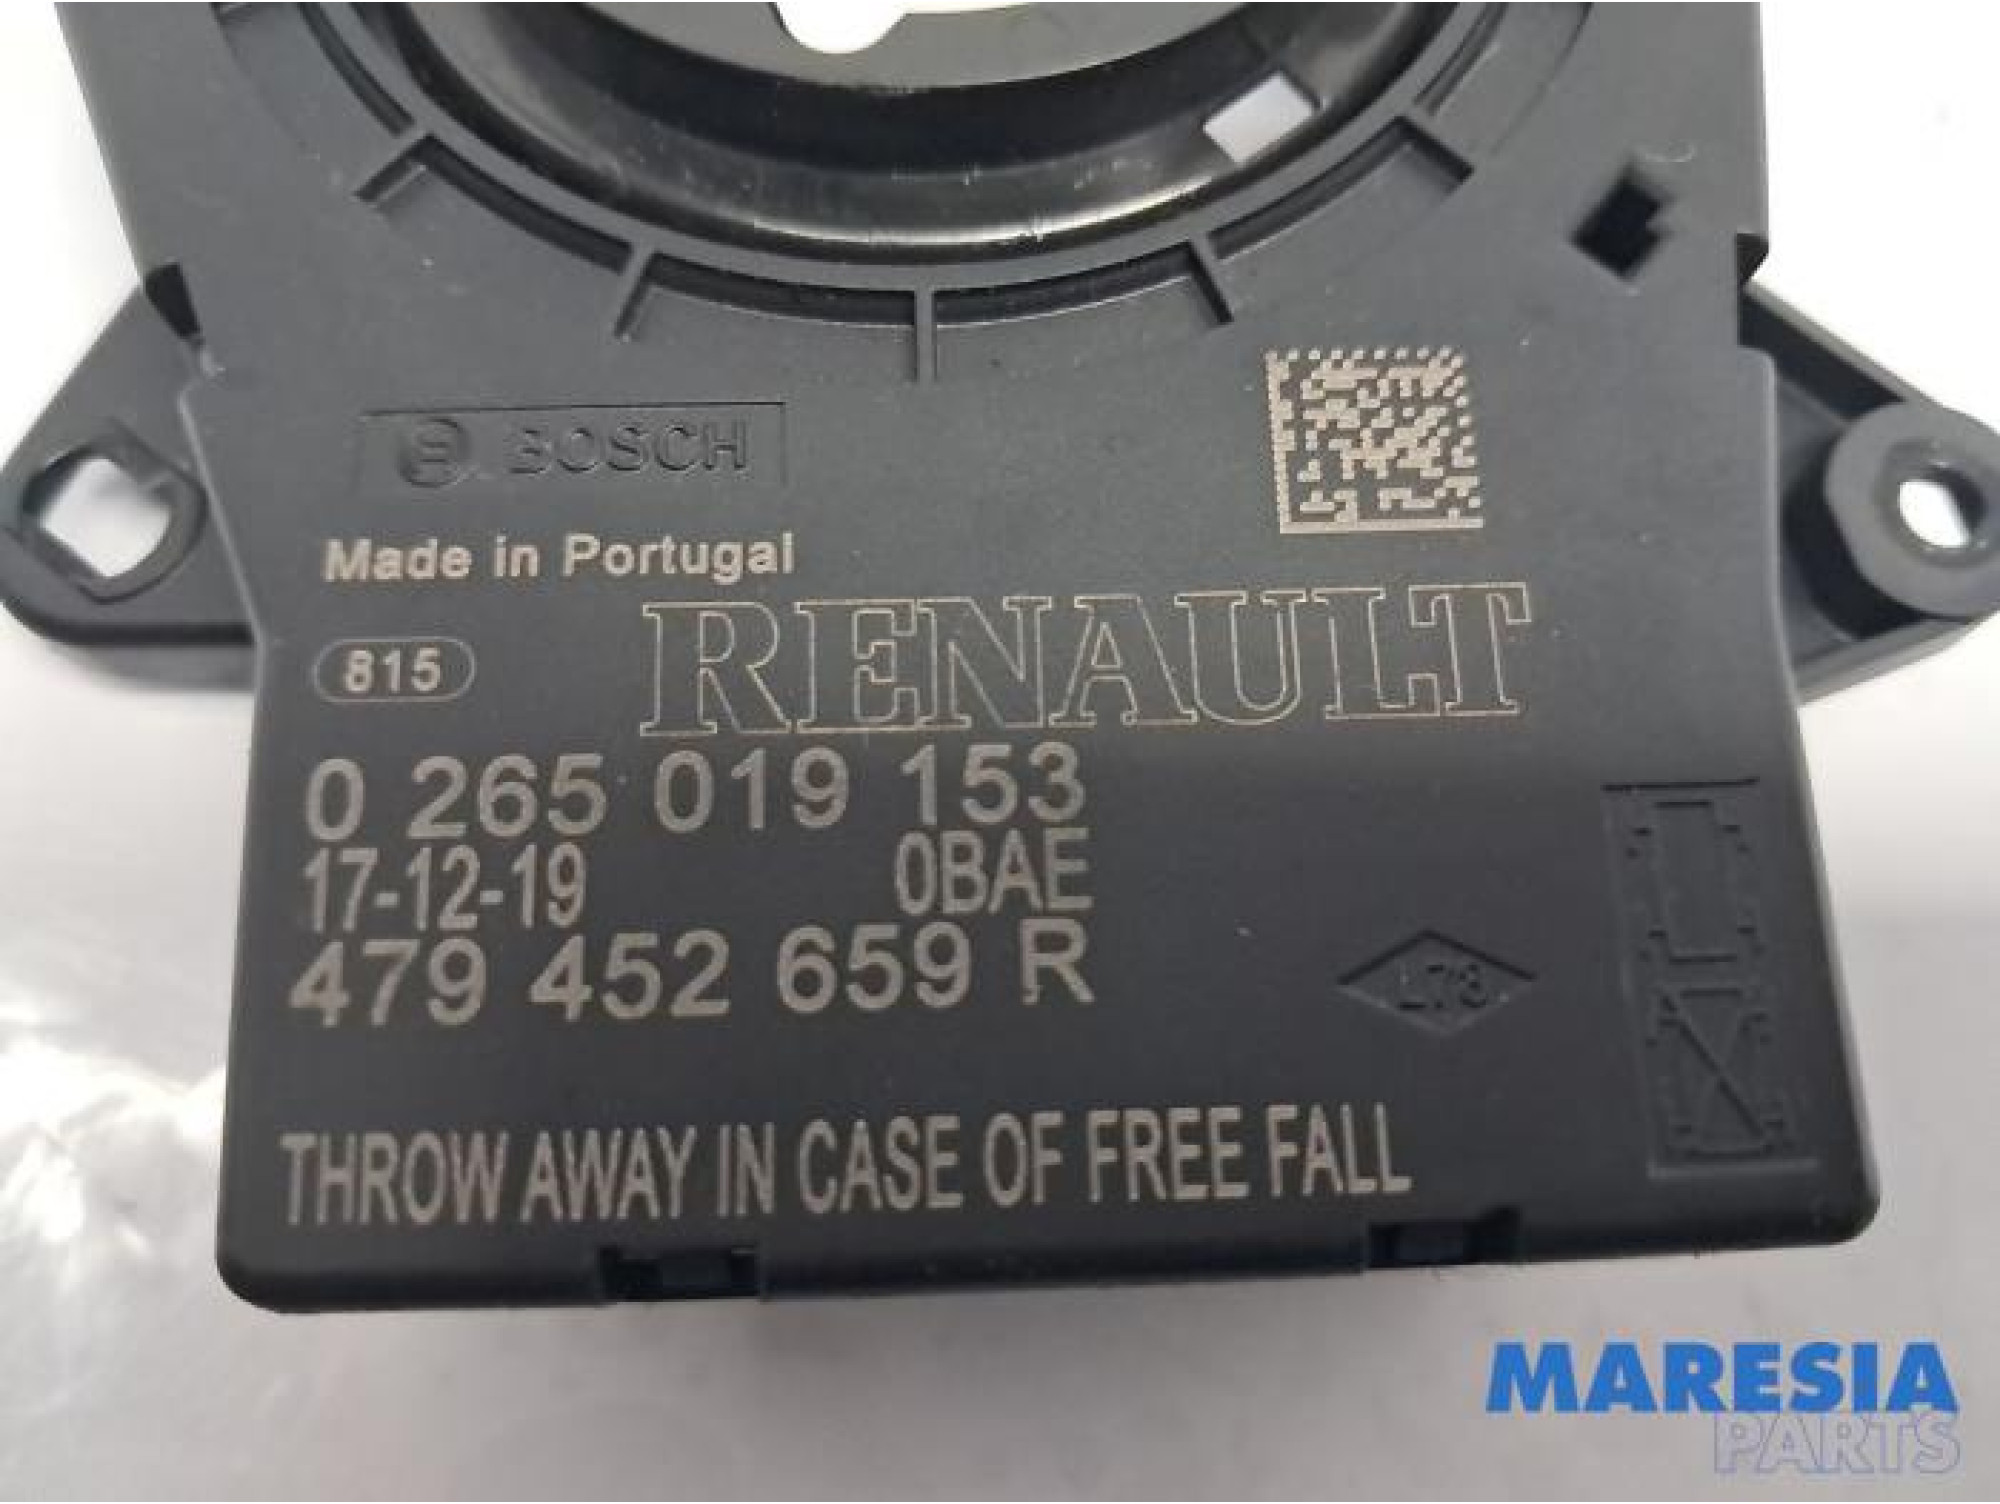 BOSCH
Made in Portugal
815
RENAULT
0 265 019 153
17-12-19 0BAE
479 452 659 R
THROW AWAY IN CASE OF FREE FALL
MARESIA
PARTS